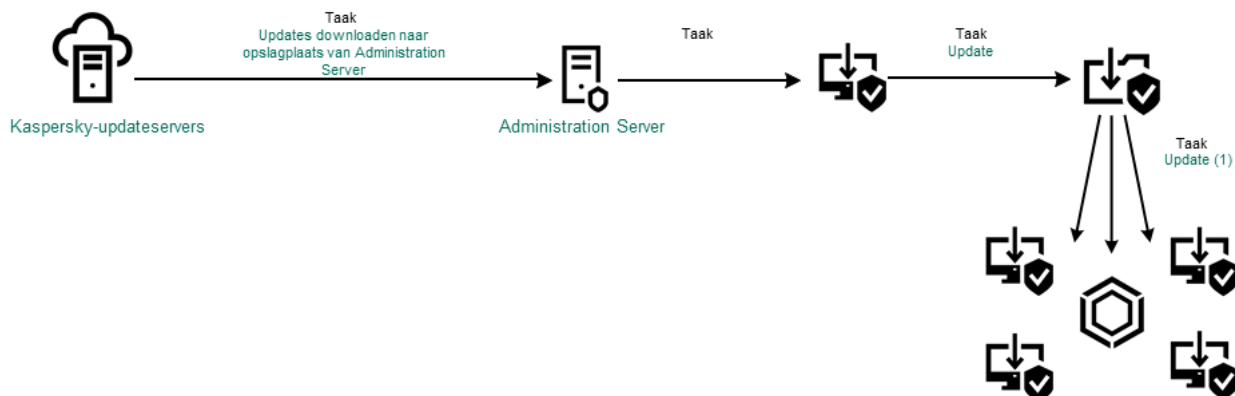 Taak
Updates downloaden naar
opslagplaats van Administration
Server
Kaspersky-updateservers
Administration Server
Taak
Taak
Update
Taak
Update (1)